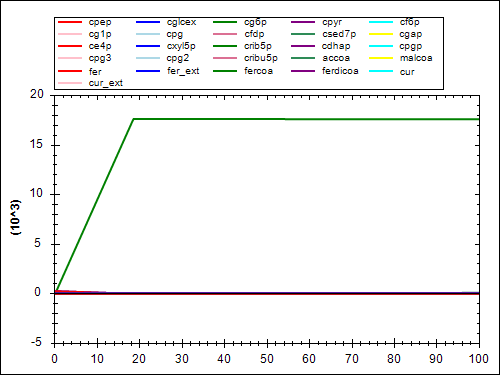 cpep cglcex cg6p cpyr cf6p
cg1p cpg cfdp csed7p cgap
ce4p cxyl5p crib5p cdhap cpgp
cpg3 cpg2 cribu5p accoa malcoa
fer fer_ext fercoa ferdicoa cur
cur_ext
20
15
10
5
0
-5
(10^3)
0 10 20 30 40 50 60 70 80 90 100